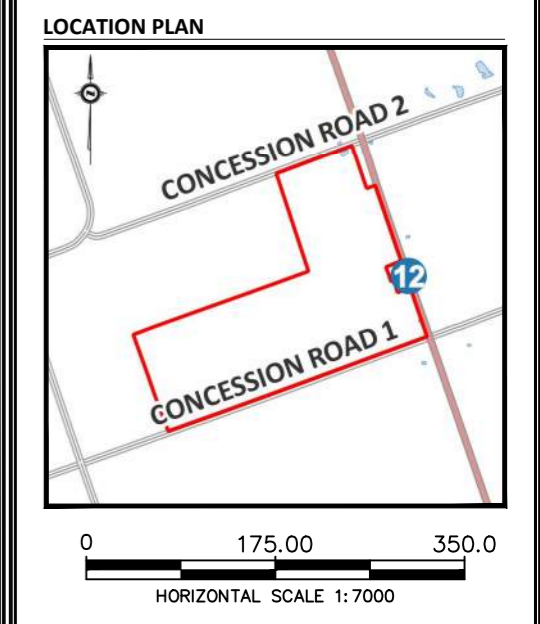 LOCATION PLAN
CONCESSION ROAD 2
12
CONCESSION ROAD 1
0 175.00 350.0
HORIZONTAL SCALE 1:7000